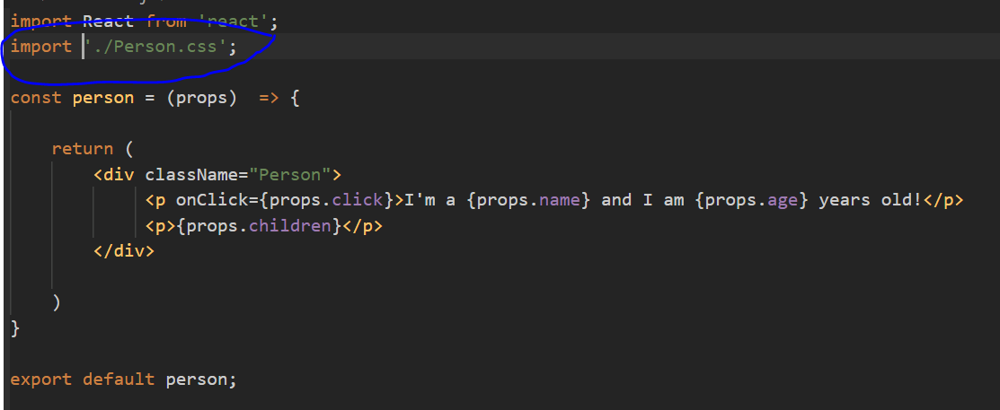 import React from 'react';
import './Person.css';
const person = (props)  => {
return (
<div className="Person">
<p onClick={props.click}>I'm a {props.name} and I am {props.age} years old!</p>
<p>{props.children}</p>
</div>
)
}
export default person;